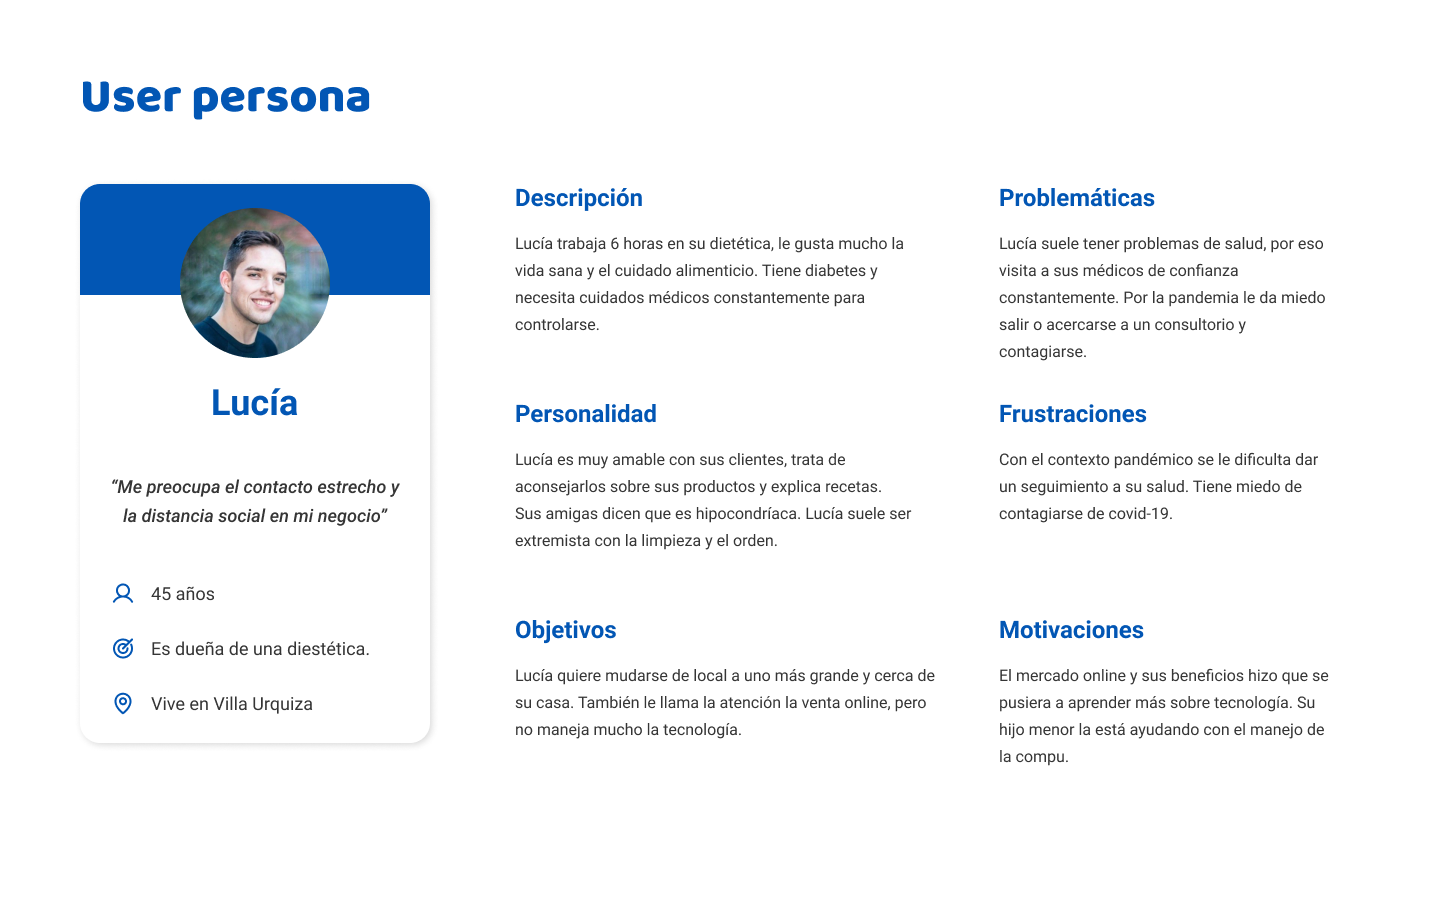 User persona
Lucía
“Me preocupa el contacto estrecho y
la distancia social en mi negocio”
45 años
Es dueña de una diestética.
Vive en Villa Urquiza
Descripción
Lucía trabaja 6 horas en su dietética, le gusta mucho la
vida sana y el cuidado alimenticio. Tiene diabetes y
necesita cuidados médicos constantemente para
controlarse.
Problemáticas
Lucía suele tener problemas de salud, por eso
visita a sus médicos de confianza
constantemente. Por la pandemia le da miedo
salir o acercarse a un consultorio y
contagiarse.
Personalidad
Lucía es muy amable con sus clientes, trata de
aconsejarlos sobre sus productos y explica recetas.
Sus amigas dicen que es hipocondríaca. Lucía suele ser
extremista con la limpieza y el orden.
Frustraciones
Con el contexto pandémico se le dificulta dar
un seguimiento a su salud. Tiene miedo de
contagiarse de covid-19.
Objetivos
Lucía quiere mudarse de local a uno más grande y cerca de
su casa. También le llama la atención la venta online, pero
no maneja mucho la tecnología.
Motivaciones
El mercado online y sus beneficios hizo que se
pusiera a aprender más sobre tecnología. Su
hijo menor la está ayudando con el manejo de
la compu.